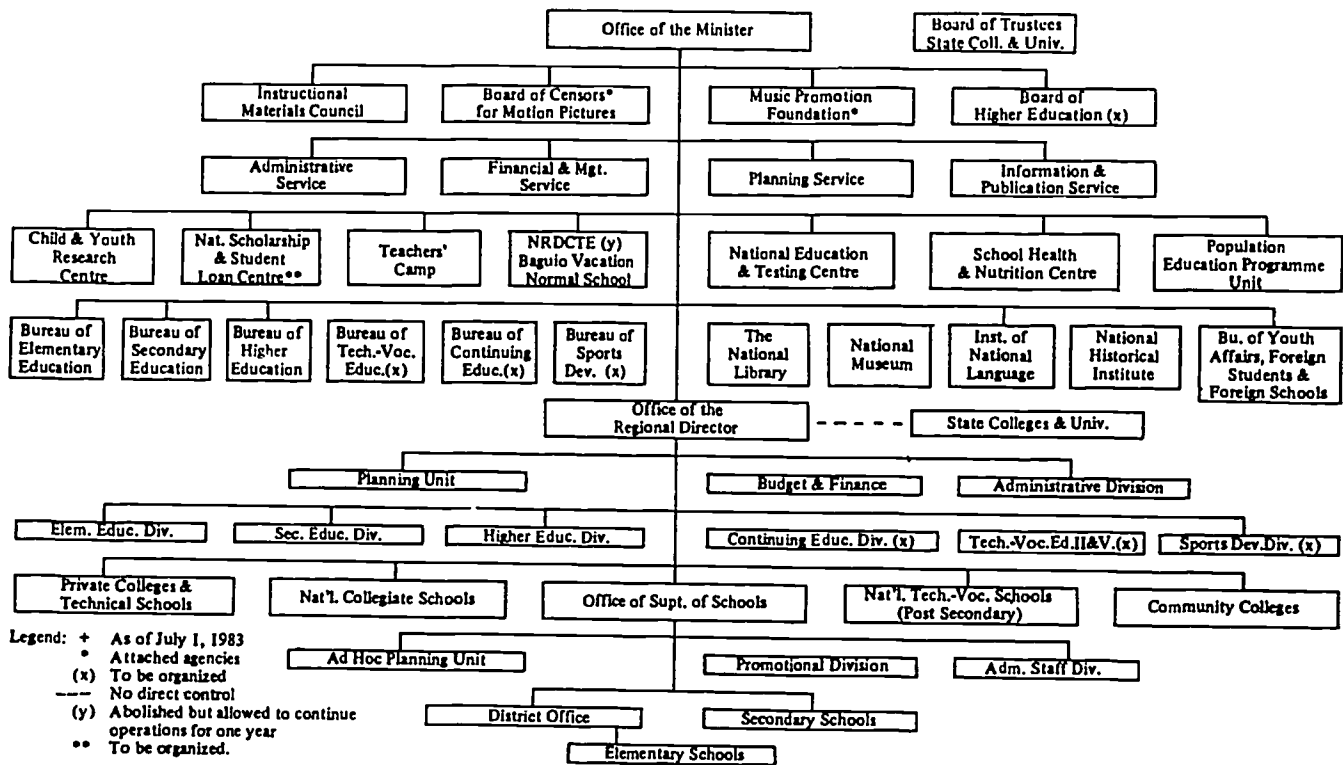 Office of the Minister
Board of Trustees
State Coll. & Univ.
Instructional
Materials Council
Board of Censors*
for Motion Pictures
Music Promotion
Foundation*
Board of
Higher Education (x)
Administrative
Service
Financial & Mgt.
Service
Planning Service
Information &
Publication Service
Child & Youth
Research
Centre
Nat. Scholarship
& Student
Loan Centre**
Teachers'
Camp
NRDCTE (y)
Baguio Vacation
Normal School
National Education
& Testing Centre
School Health
& Nutrition Centre
Population
Education Programme
Unit
Bureau of
Elementary
Education
Bureau of
Secondary
Education
Bureau of
Higher
Education
Bureau of
Tech.-Voc.
Educ.(x)
Bureau of
Continuing
Educ.(x)
Bureau of
Sports
Dev. (x)
The
National
Library
National
Museum
Inst. of
National
Language
National
Historical
Institute
Bu. of Youth
Affairs, Foreign
Students &
Foreign Schools
Office of the
Regional Director
State Colleges & Univ.
Planning Unit
Budget & Finance
Administrative Division
Elem. Educ. Div.
Sec. Educ. Div.
Higher Educ. Div.
Continuing Educ. Div. (x)
Tech.-Voc.Ed.II&V.(x)
Sports Dev.Div. (x)
Private Colleges &
Technical Schools
Nat'l. Collegiate Schools
Office of Supt. of Schools
Nat'l. Tech.-Voc. Schools
(Post Secondary)
Community Colleges
Legend: + As of July 1, 1983
* Attached agencies
(x) To be organized
--- No direct control
(y) Abolished but allowed to continue
operations for one year
** To be organized.
Ad Hoc Planning Unit
Promotional Division
Adm. Staff Div.
District Office
Secondary Schools
Elementary Schools